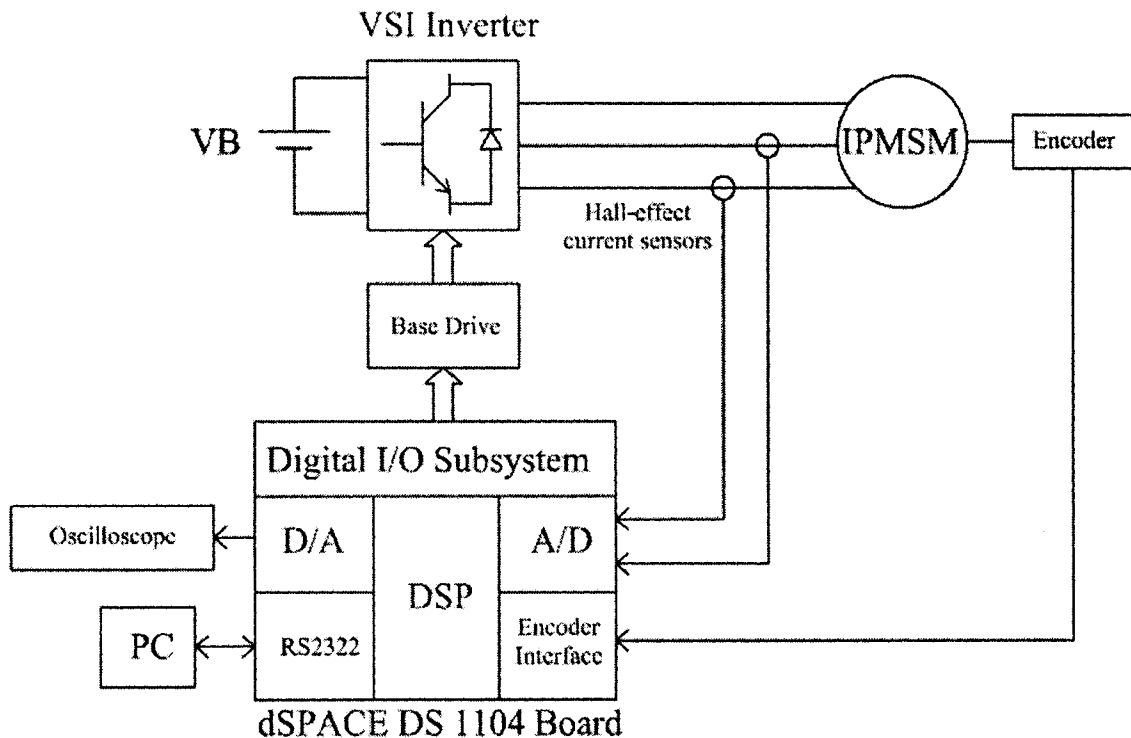 VSI Inverter
VB
IPMSM
Encoder
Hall-effect
current sensors
Base Drive
Digital I/O Subsystem
Oscilloscope
D/A
A/D
DSP
PC
RS2322
Encoder
Interface
dSPACE DS 1104 Board